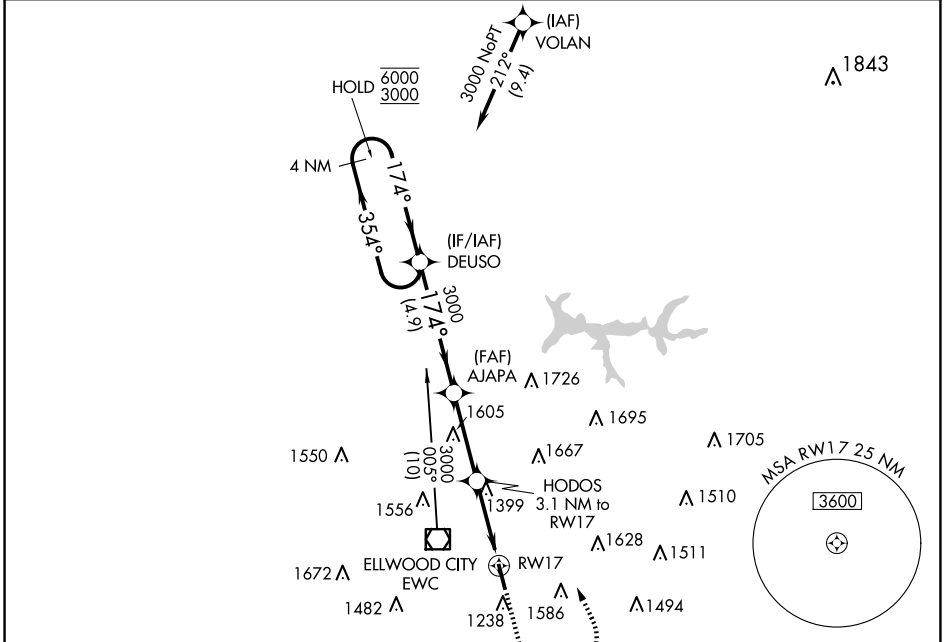 (IAF)
VOLAN
3000 NoPT
212°
(9.4)
1843
HOLD 6000
3000
4 NM
174°
354°
(IF/IAF)
DEUSO
3000
174°
(4.9)
(FAF)
AJAPA
1726
1605
1695
1705
1550
1667
MSA RW17 25 NM
3600
3000
005°
(10)
HODOS
3.1 NM to
RW17
1399
1510
1556
1628
1511
ELLWOOD CITY
EWC
RW17
1672
1482
1238
1586
1494